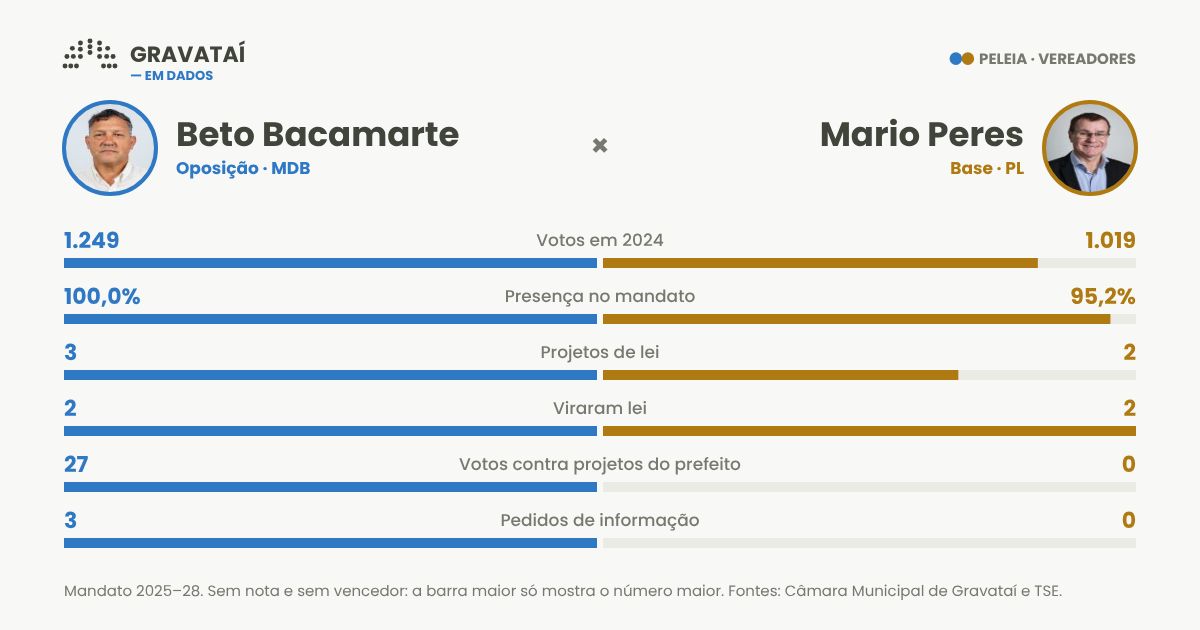 GRAVATAÍ
— EM DADOS
PELEIA · VEREADORES
Beto Bacamarte
Oposição · MDB
×
Mario Peres
Base · PL
1.249 Votos em 2024 1.019
100,0% Presença no mandato 95,2%
3 Projetos de lei 2
2 Viraram lei 2
27 Votos contra projetos do prefeito 0
3 Pedidos de informação 0
Mandato 2025–28. Sem nota e sem vencedor: a barra maior só mostra o número maior. Fontes: Câmara Municipal de Gravataí e TSE.